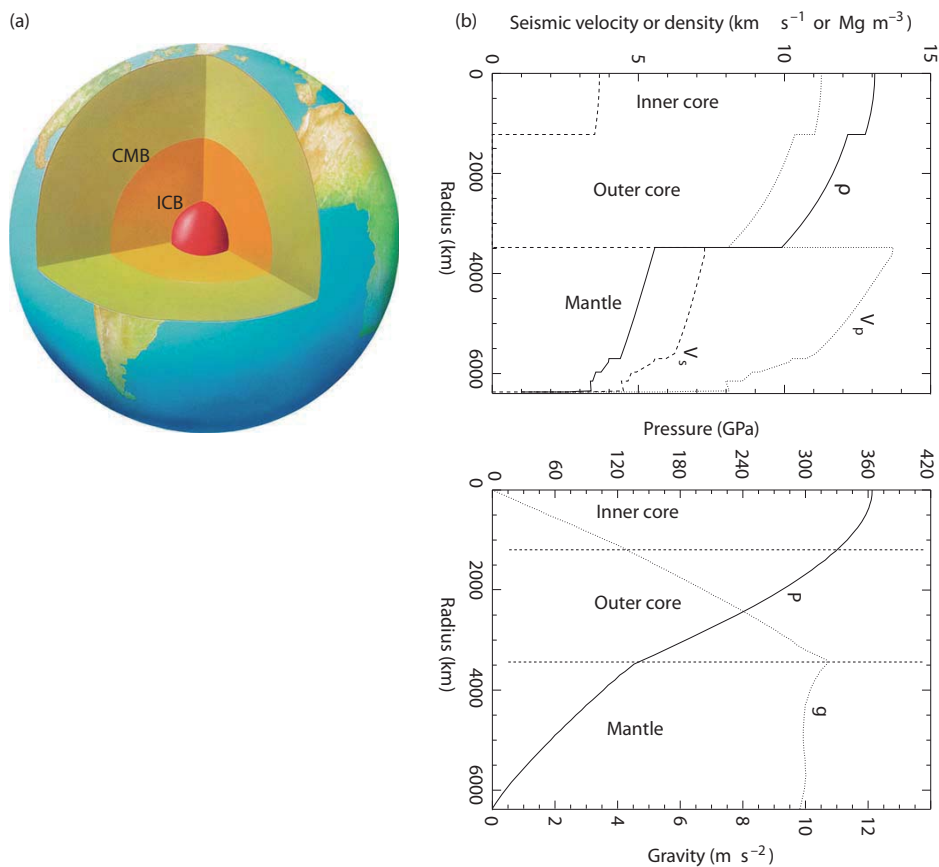 (a)
CMB
ICB
(b)
Seismic velocity or density (km s⁻¹ or Mg m⁻³)
0 5 10 15
Radius (km)
0
2000
4000
6000
Inner core
Outer core
ρ
Mantle
Vₛ
Vₚ
Pressure (GPa)
0 60 120 180 240 300 360 420
Radius (km)
0
2000
4000
6000
Inner core
Outer core
P
Mantle
g
0 2 4 6 8 10 12
Gravity (m s⁻²)